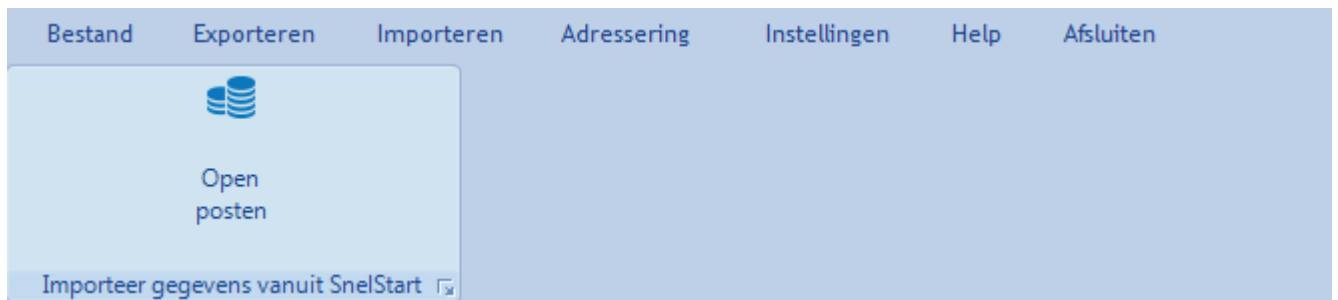 Bestand Exporteren Importeren Adressering Instellingen Help Afsluiten
Open
posten
Importeer gegevens vanuit SnelStart